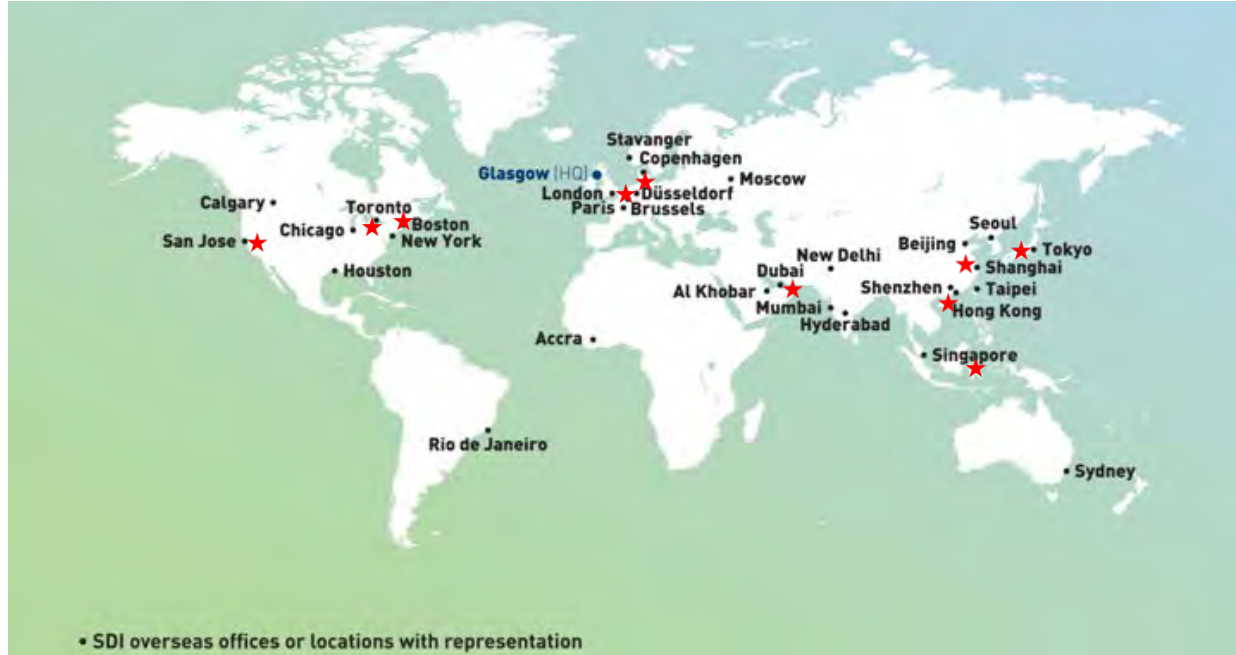 Stavanger
Copenhagen
Glasgow (HQ)
Moscow
London
Düsseldorf
Paris
Brussels
Calgary
Toronto
Boston
Chicago
New York
San Jose
Houston
Seoul
Beijing
Tokyo
New Delhi
Shanghai
Dubai
Al Khobar
Shenzhen
Taipei
Mumbai
Hong Kong
Hyderabad
Accra
Singapore
Rio de Janeiro
Sydney
• SDI overseas offices or locations with representation